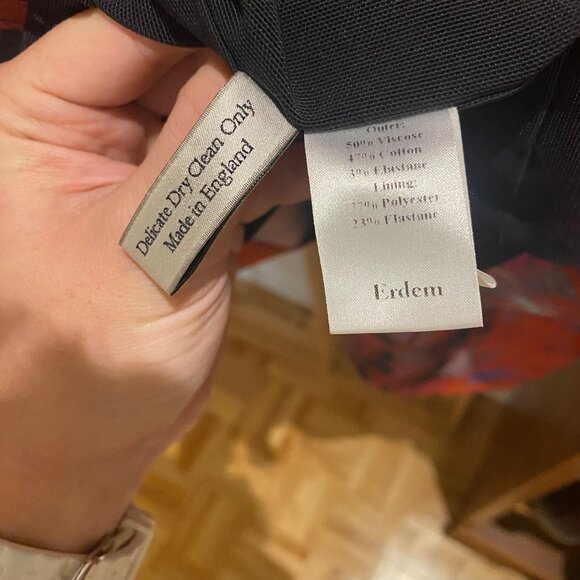 Delicate Dry Clean Only
Made in England
Outer:
50% Viscose
47% Cotton
3% Elastane
Lining:
77% Polyester
23% Elastane
Erdem